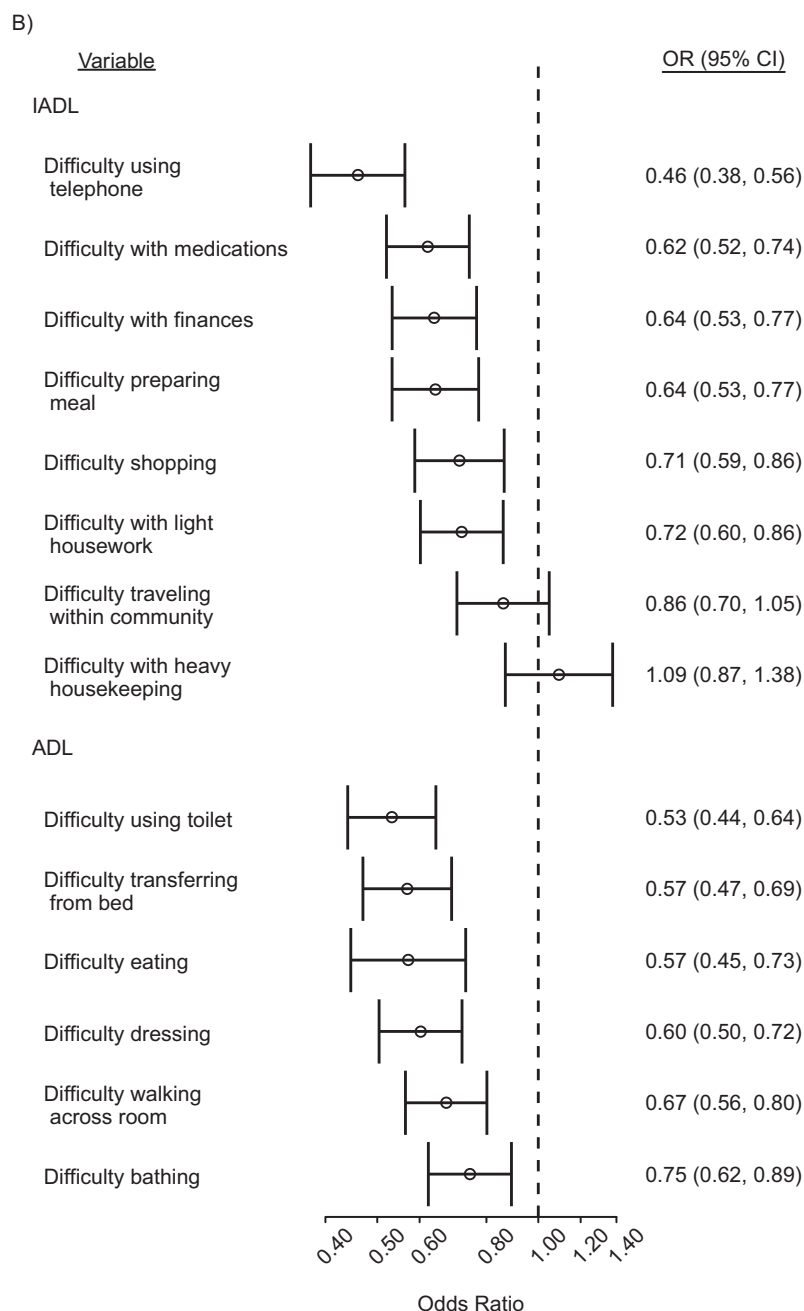 B)
Variable OR (95% CI)
IADL
Difficulty using
telephone 0.46 (0.38, 0.56)
Difficulty with medications 0.62 (0.52, 0.74)
Difficulty with finances 0.64 (0.53, 0.77)
Difficulty preparing
meal 0.64 (0.53, 0.77)
Difficulty shopping 0.71 (0.59, 0.86)
Difficulty with light
housework 0.72 (0.60, 0.86)
Difficulty traveling
within community 0.86 (0.70, 1.05)
Difficulty with heavy
housekeeping 1.09 (0.87, 1.38)
ADL
Difficulty using toilet 0.53 (0.44, 0.64)
Difficulty transferring
from bed 0.57 (0.47, 0.69)
Difficulty eating 0.57 (0.45, 0.73)
Difficulty dressing 0.60 (0.50, 0.72)
Difficulty walking
across room 0.67 (0.56, 0.80)
Difficulty bathing 0.75 (0.62, 0.89)
0.40 0.50 0.60 0.80 1.00 1.20 1.40
Odds Ratio